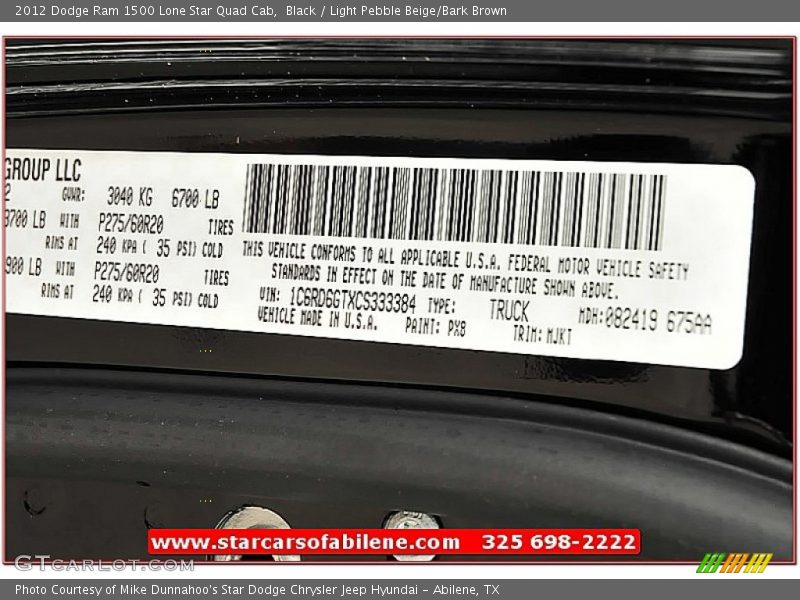 2012 Dodge Ram 1500 Lone Star Quad Cab, Black / Light Pebble Beige/Bark Brown
GROUP LLC
2 GVWR: 3040 KG 6700 LB
3700 LB WITH P275/60R20 TIRES
RIMS AT 240 KPA ( 35 PSI) COLD
900 LB WITH P275/60R20 TIRES
RIMS AT 240 KPA ( 35 PSI) COLD
THIS VEHICLE CONFORMS TO ALL APPLICABLE U.S.A. FEDERAL MOTOR VEHICLE SAFETY
STANDARDS IN EFFECT ON THE DATE OF MANUFACTURE SHOWN ABOVE.
VIN: 1C6RD6GTXCS333384 TYPE: TRUCK MDH:082419 675AA
VEHICLE MADE IN U.S.A. PAINT: PX8 TRIM: MJKT
www.starcarsofabilene.com 325 698-2222
GTCARLOT.COM
Photo Courtesy of Mike Dunnahoo's Star Dodge Chrysler Jeep Hyundai – Abilene, TX